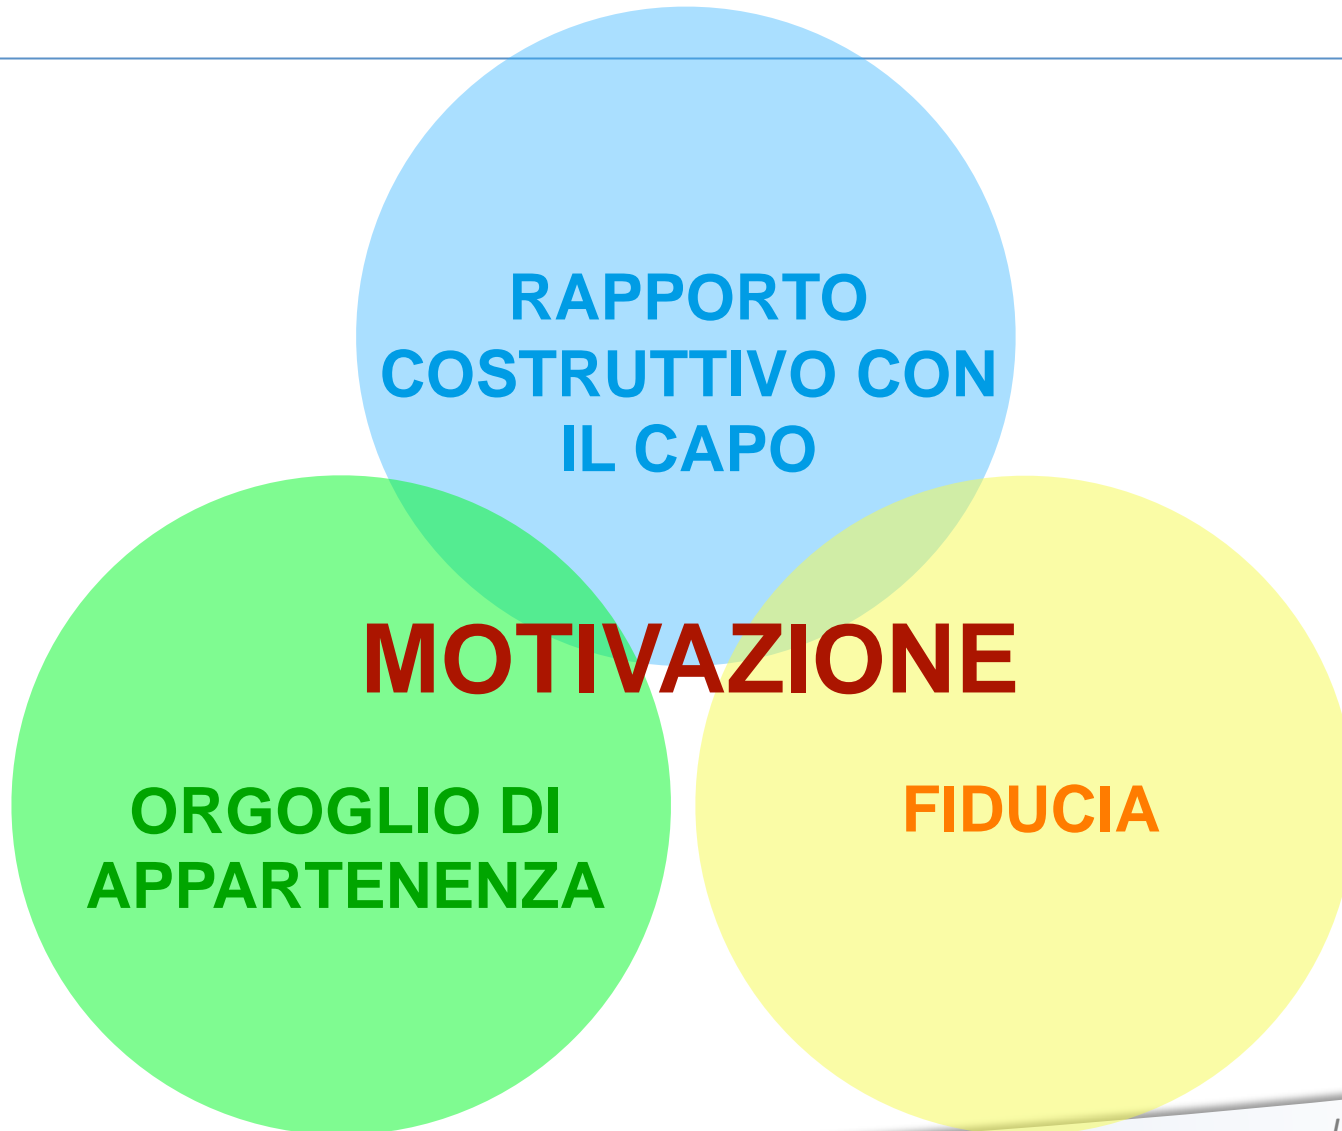 RAPPORTO
COSTRUTTIVO CON
IL CAPO
MOTIVAZIONE
ORGOGLIO DI
APPARTENENZA
FIDUCIA